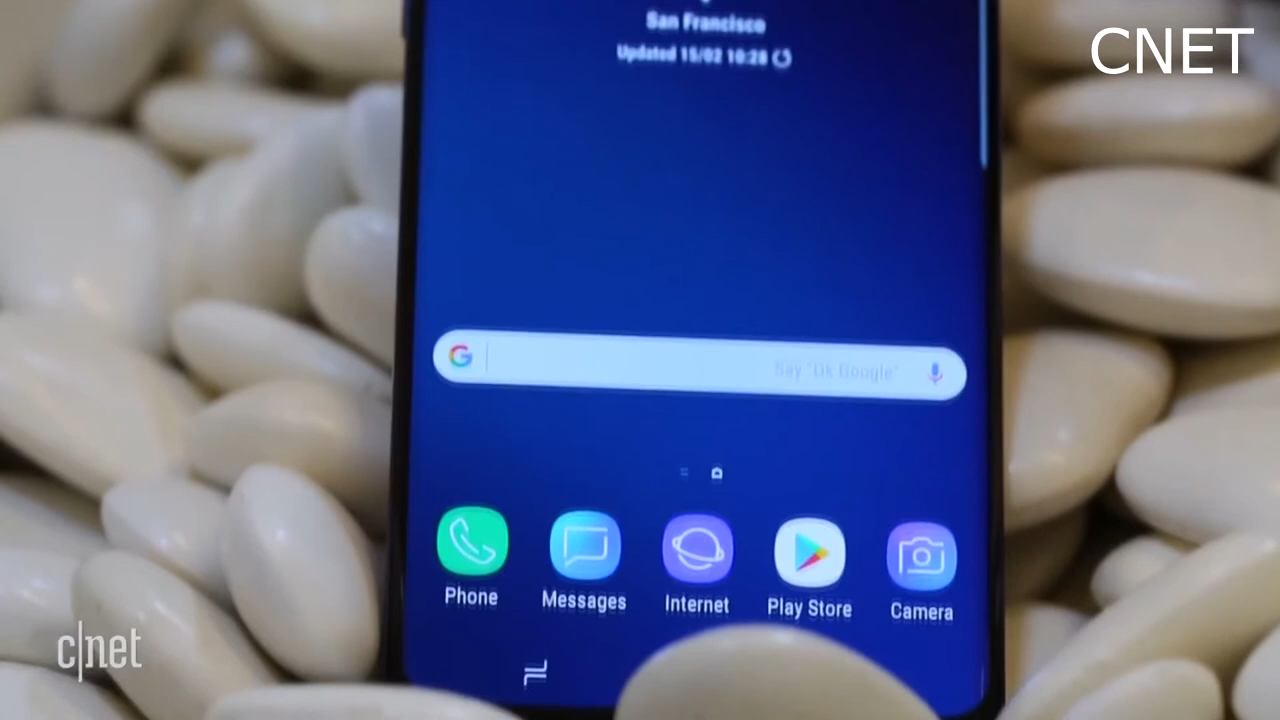 San Francisco
Updated 15/02 10:28
CNET
Say "Ok Google"
Phone
Messages
Internet
Play Store
Camera
c|net